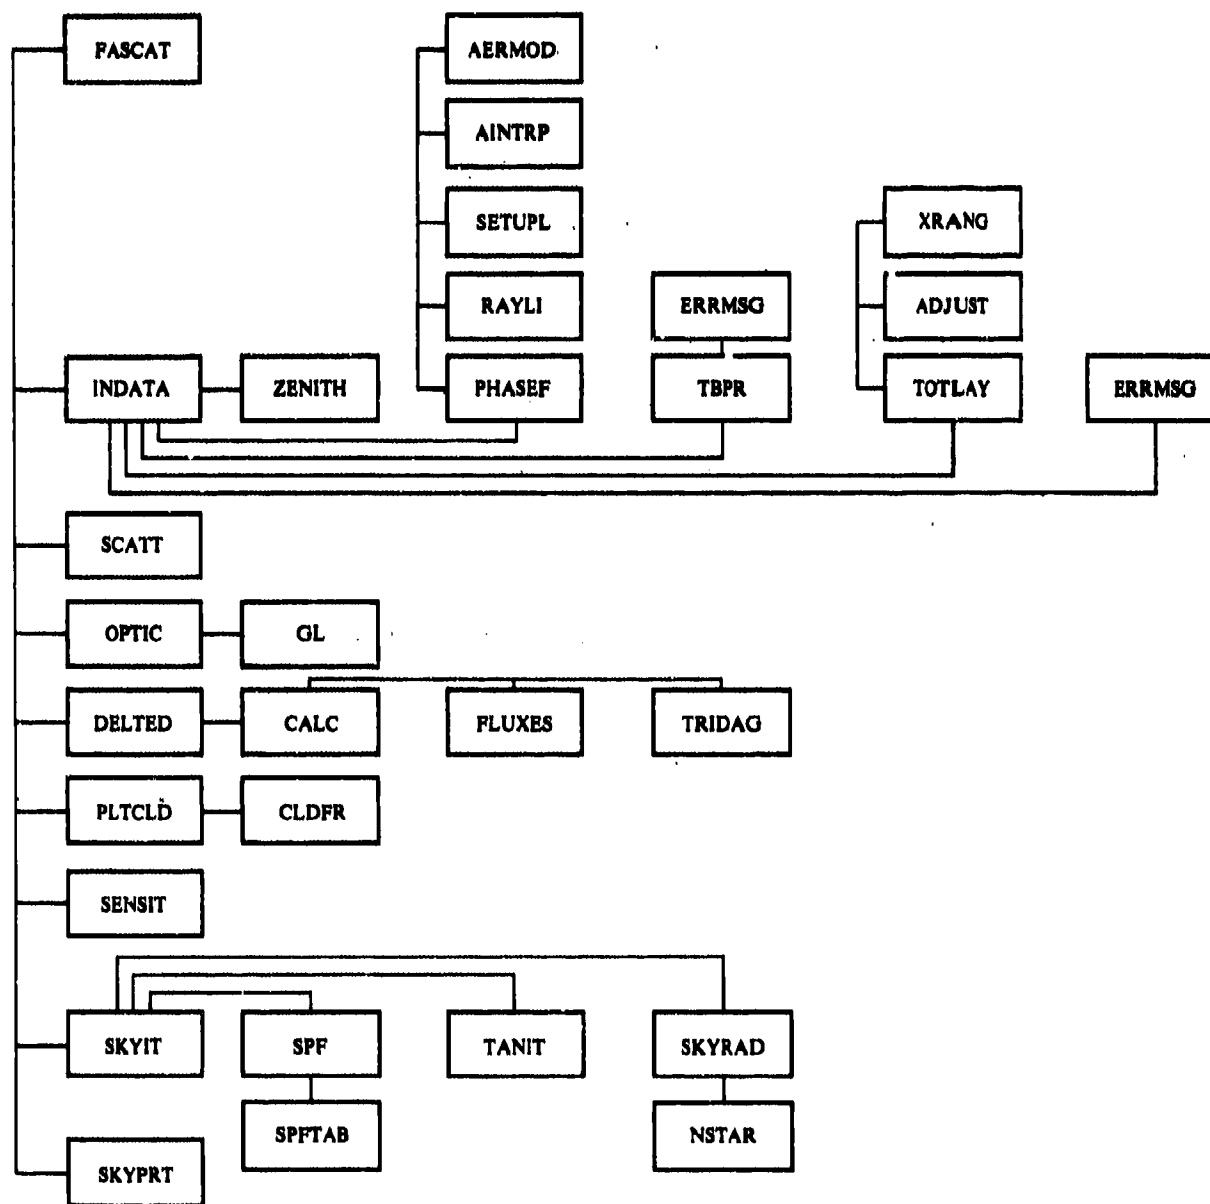 FASCAT
AERMOD
AINTRP
SETUPL
XRANG
RAYLI
ERRMSG
ADJUST
INDATA
ZENITH
PHASEF
TBPR
TOTLAY
ERRMSG
SCATT
OPTIC
GL
DELTED
CALC
FLUXES
TRIDAG
PLTCLD
CLDFR
SENSIT
SKYIT
SPF
TANIT
SKYRAD
SPFTAB
NSTAR
SKYPRT